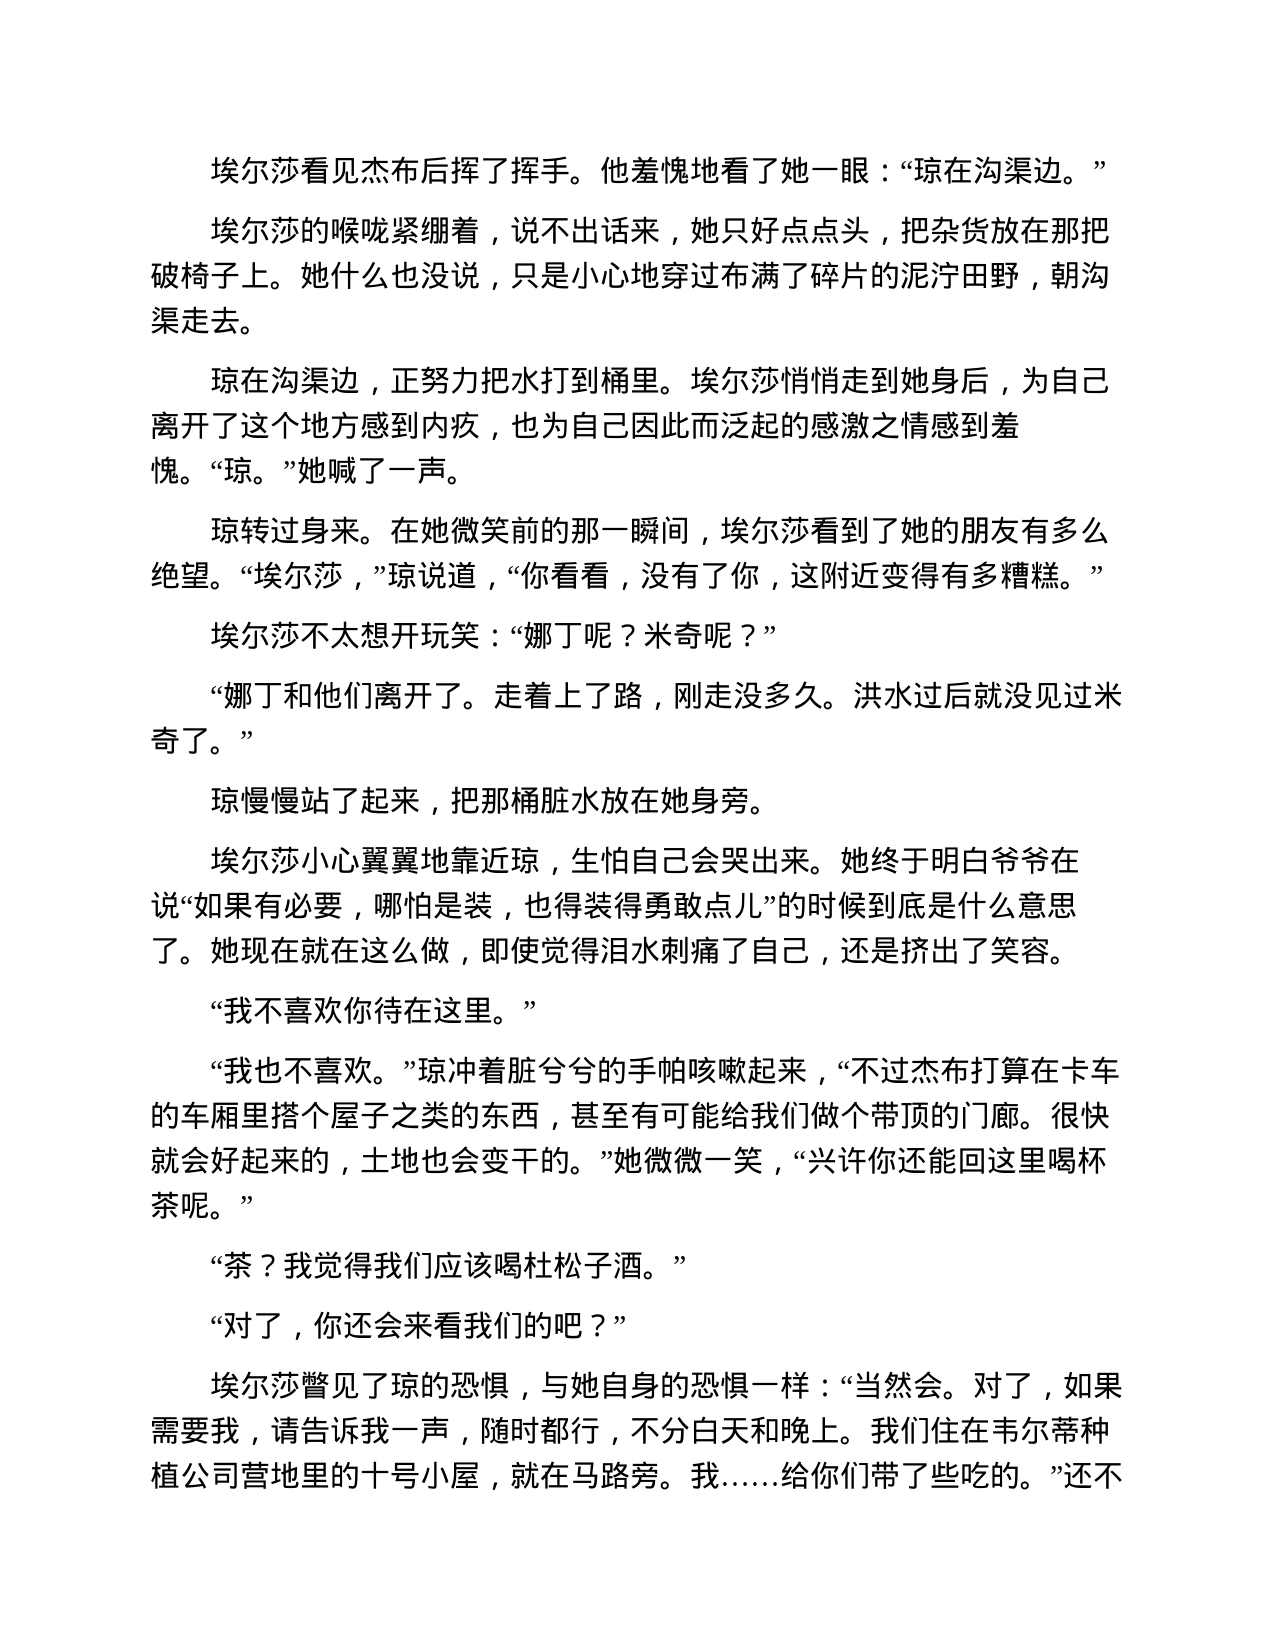 埃尔莎看见杰布后挥了挥手。他羞愧地看了她一眼：“琼在沟渠边。”
埃尔莎的喉咙紧绷着，说不出话来，她只好点点头，把杂货放在那把
破椅子上。她什么也没说，只是小心地穿过布满了碎片的泥泞田野，朝沟
渠走去。
琼在沟渠边，正努力把水打到桶里。埃尔莎悄悄走到她身后，为自己
离开了这个地方感到内疚，也为自己因此而泛起的感激之情感到羞
愧。“琼。”她喊了一声。
琼转过身来。在她微笑前的那一瞬间，埃尔莎看到了她的朋友有多么
绝望。“埃尔莎，”琼说道，“你看看，没有了你，这附近变得有多糟糕。”
埃尔莎不太想开玩笑：“娜丁呢？米奇呢？”
“娜丁和他们离开了。走着上了路，刚走没多久。洪水过后就没见过米
奇了。”
琼慢慢站了起来，把那桶脏水放在她身旁。
埃尔莎小心翼翼地靠近琼，生怕自己会哭出来。她终于明白爷爷在
说“如果有必要，哪怕是装，也得装得勇敢点儿”的时候到底是什么意思
了。她现在就在这么做，即使觉得泪水刺痛了自己，还是挤出了笑容。
“我不喜欢你待在这里。”
“我也不喜欢。”琼冲着脏兮兮的手帕咳嗽起来，“不过杰布打算在卡车
的车厢里搭个屋子之类的东西，甚至有可能给我们做个带顶的门廊。很快
就会好起来的，土地也会变干的。”她微微一笑，“兴许你还能回这里喝杯
茶呢。”
“茶？我觉得我们应该喝杜松子酒。”
“对了，你还会来看我们的吧？”
埃尔莎瞥见了琼的恐惧，与她自身的恐惧一样：“当然会。对了，如果
需要我，请告诉我一声，随时都行，不分白天和晚上。我们住在韦尔蒂种
植公司营地里的十号小屋，就在马路旁。我……给你们带了些吃的。”还不